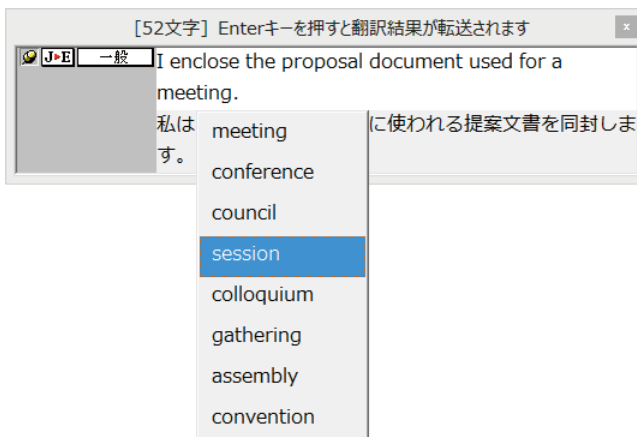 [52文字] Enterキーを押すと翻訳結果が転送されます x
J▶E 一般 I enclose the proposal document used for a
meeting.
私は に使われる提案文書を同封しま
す。
meeting
conference
council
session
colloquium
gathering
assembly
convention